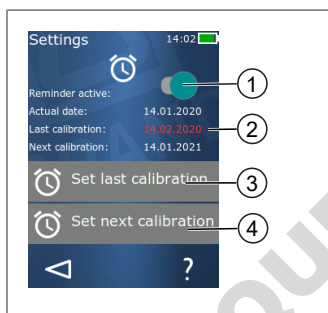 Settings 14:02
Reminder active: 1
Actual date: 14.01.2020
Last calibration: 14.02.2020 2
Next calibration: 14.01.2021
Set last calibration 3
Set next calibration 4
?